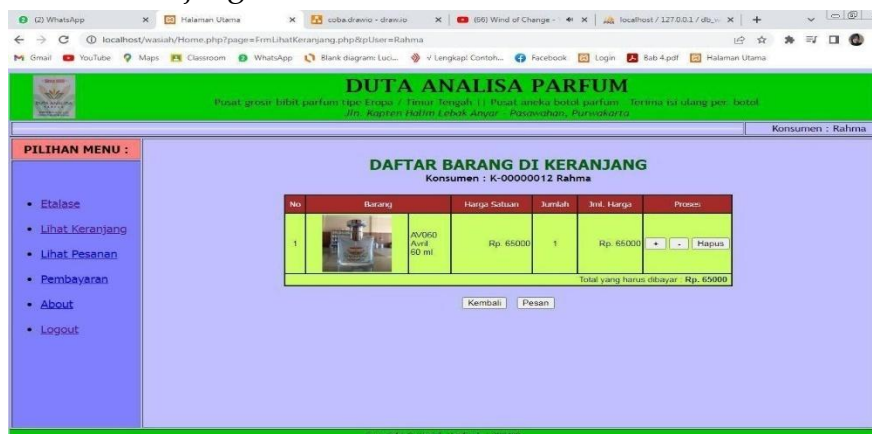 (2) WhatsApp
Halaman Utama
coba.drawio - draw.io
(66) Wind of Change -
localhost / 127.0.0.1 / db_w
localhost/wasiah/Home.php?page=FrmLihatKeranjang.php&pUser=Rahma
Gmail
YouTube
Maps
Classroom
WhatsApp
Blank diagram: Luci...
√ Lengkap! Contoh...
Facebook
Login
Bab 4.pdf
Halaman Utama
DUTA ANALISA PARFUM
Pusat grosir bibit parfum tipe Eropa / Timur Tengah || Pusat aneka botol parfum - Terima isi ulang per. botol
Jln. Kapten Halim Lebak Anyar - Pasawahan, Purwakarta
Konsumen : Rahma
PILIHAN MENU :
• Etalase
• Lihat Keranjang
• Lihat Pesanan
• Pembayaran
• About
• Logout
DAFTAR BARANG DI KERANJANG
Konsumen : K-00000012 Rahma
No Barang Harga Satuan Jumlah Jml. Harga Proses
1 AV060 Avril 60 ml Rp. 65000 1 Rp. 65000 + - Hapus
Total yang harus dibayar : Rp. 65000
Kembali Pesan